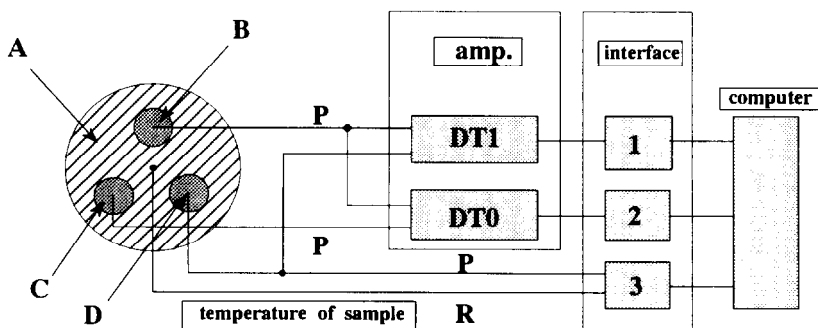 B
A
amp.
interface
computer
P
DT1
1
DT0
2
P
P
3
C
D
temperature of sample
R